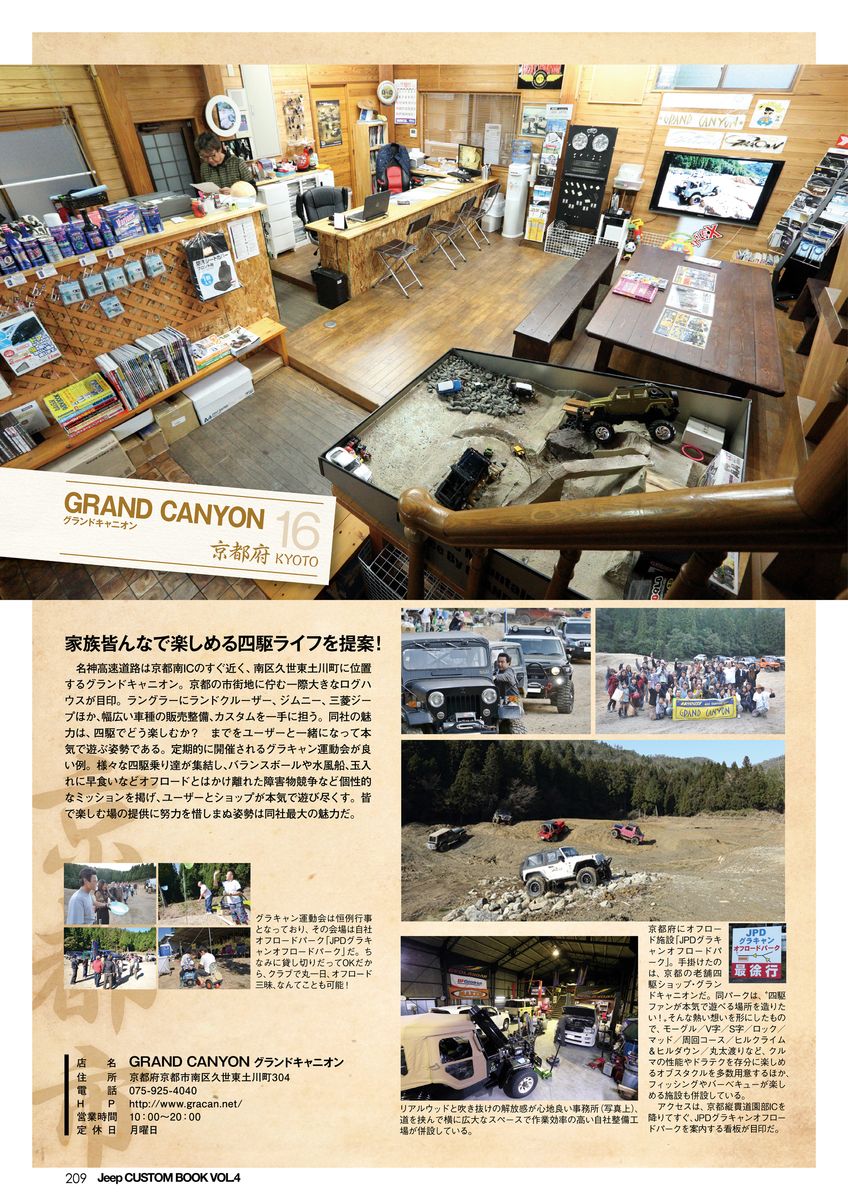 GRAND CANYON
GRAND CANYON
グランドキャニオン
16
京都府 KYOTO
家族皆んなで楽しめる四駆ライフを提案!
名神高速道路は京都南ICのすぐ近く、南区久世東土川町に位置
するグランドキャニオン。京都の市街地に佇む一際大きなログハ
ウスが目印。ラングラーにランドクルーザー、ジムニー、三菱ジー
プほか、幅広い車種の販売整備、カスタムを一手に担う。同社の魅
力は、四駆でどう楽しむか? までをユーザーと一緒になって本
気で遊ぶ姿勢である。定期的に開催されるグラキャン運動会が良
い例。様々な四駆乗り達が集結し、バランスボールや水風船、玉入
れに早食いなどオフロードとはかけ離れた障害物競争など個性的
なミッションを掲げ、ユーザーとショップが本気で遊び尽くす。皆
で楽しむ場の提供に努力を惜しまぬ姿勢は同社最大の魅力だ。
GRAND CANYON
京都市
グラキャン運動会は恒例行事
となっており、その会場は自社
オフロードパーク「JPDグラキ
ャンオフロードパーク」だ。ち
なみに貸し切りだってOKだか
ら、クラブで丸一日、オフロード
三昧、なんてことも可能!
店名 GRAND CANYON グランドキャニオン
住所 京都府京都市南区久世東土川町304
電話 075-925-4040
HP http://www.gracan.net/
営業時間 10:00〜20:00
定休日 月曜日
リアルウッドと吹き抜けの解放感が心地良い事務所(写真上)、
道を挟んで横に広大なスペースで作業効率の高い自社整備工
場が併設している。
京都府にオフロー
ド施設「JPDグラキ
ャンオフロードパ
ーク」。手掛けたの
は、京都の老舗四
駆ショップ・グラン
ドキャニオンだ。同パークは、“四駆
ファンが本気で遊べる場所を造りた
い!。そんな熱い想いを形にしたもの
で、モーグル/V字/S字/ロック/
マッド/周回コース/ヒルクライム
&ヒルダウン/丸太渡りなど、クル
マの性能やドラテクを存分に楽しめ
るオブスタクルを多数用意するほか、
フィッシングやバーベキューが楽し
める施設も併設している。
アクセスは、京都縦貫道園部ICを
降りてすぐ、JPDグラキャンオフロー
ドパークを案内する看板が目印だ。
JPD
グラキャン
オフロードパーク
最徐行
209 Jeep CUSTOM BOOK VOL.4